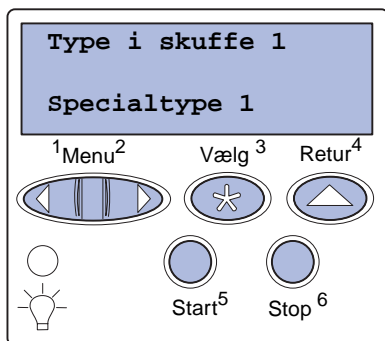 Type i skuffe 1
Specialtype 1
1Menu2 Vælg 3 Retur4
Start5 Stop 6